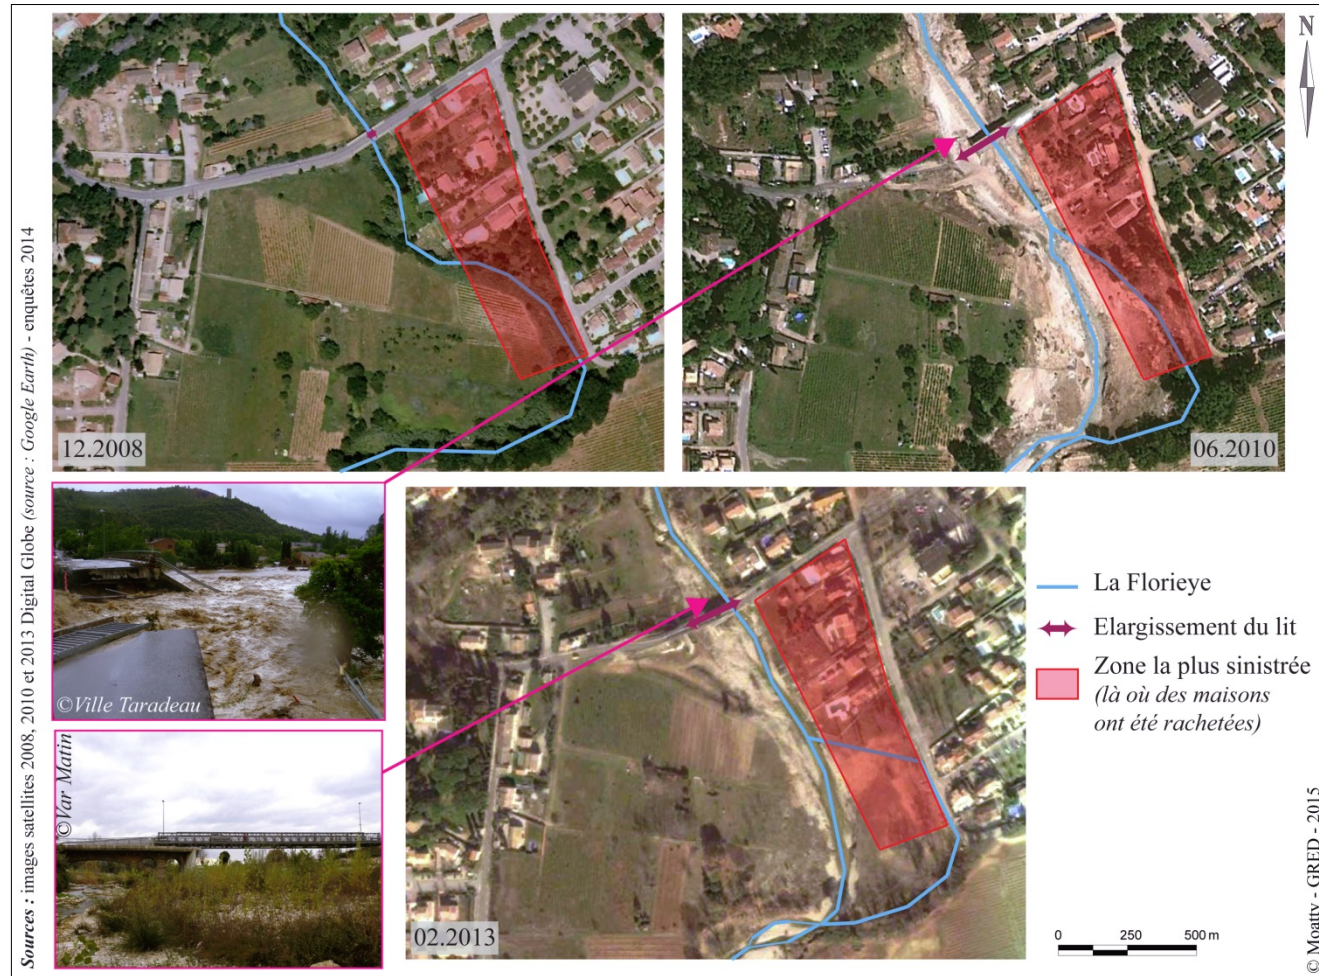 Sources : images satellites 2008, 2010 et 2013 Digital Globe (source : Google Earth) - enquêtes 2014
12.2008
06.2010
N
©Ville Taradeau
©Var Matin
02.2013
La Florieye
Elargissement du lit
Zone la plus sinistrée
(là où des maisons
ont été rachetées)
0 250 500 m
© Moatty - GRED - 2015